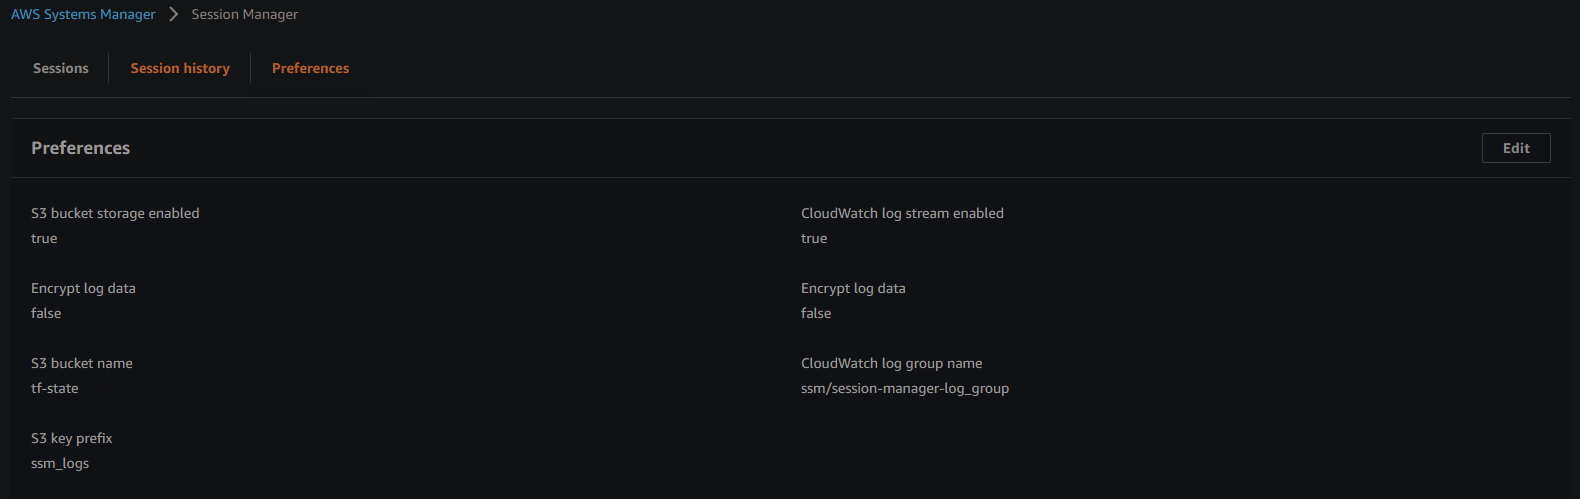 AWS Systems Manager > Session Manager
Sessions Session history Preferences
Preferences Edit
S3 bucket storage enabled
true
CloudWatch log stream enabled
true
Encrypt log data
false
Encrypt log data
false
S3 bucket name
tf-state
CloudWatch log group name
ssm/session-manager-log_group
S3 key prefix
ssm_logs